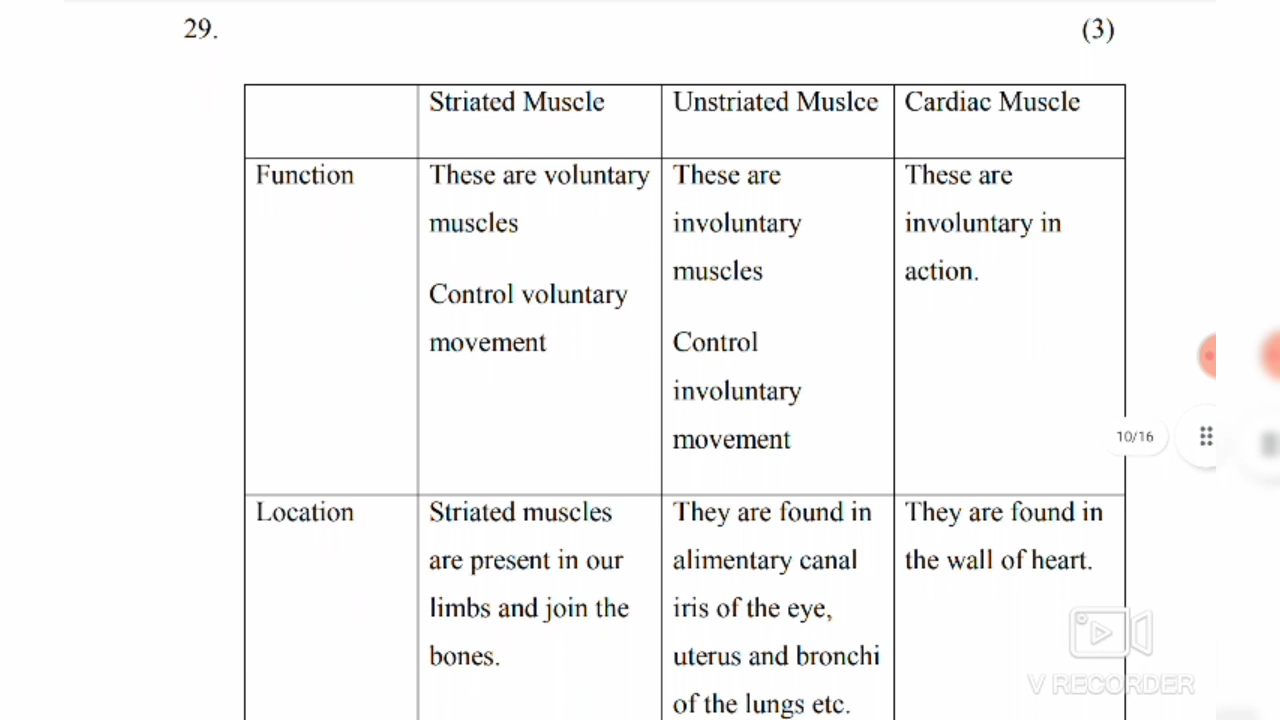 29. (3)
Striated Muscle Unstriated Muslce Cardiac Muscle
Function These are voluntary These are These are
muscles involuntary involuntary in
muscles action.
Control voluntary
movement Control
involuntary
movement
Location Striated muscles They are found in They are found in
are present in our alimentary canal the wall of heart.
limbs and join the iris of the eye,
bones. uterus and bronchi
of the lungs etc.
10/16
V RECORDER